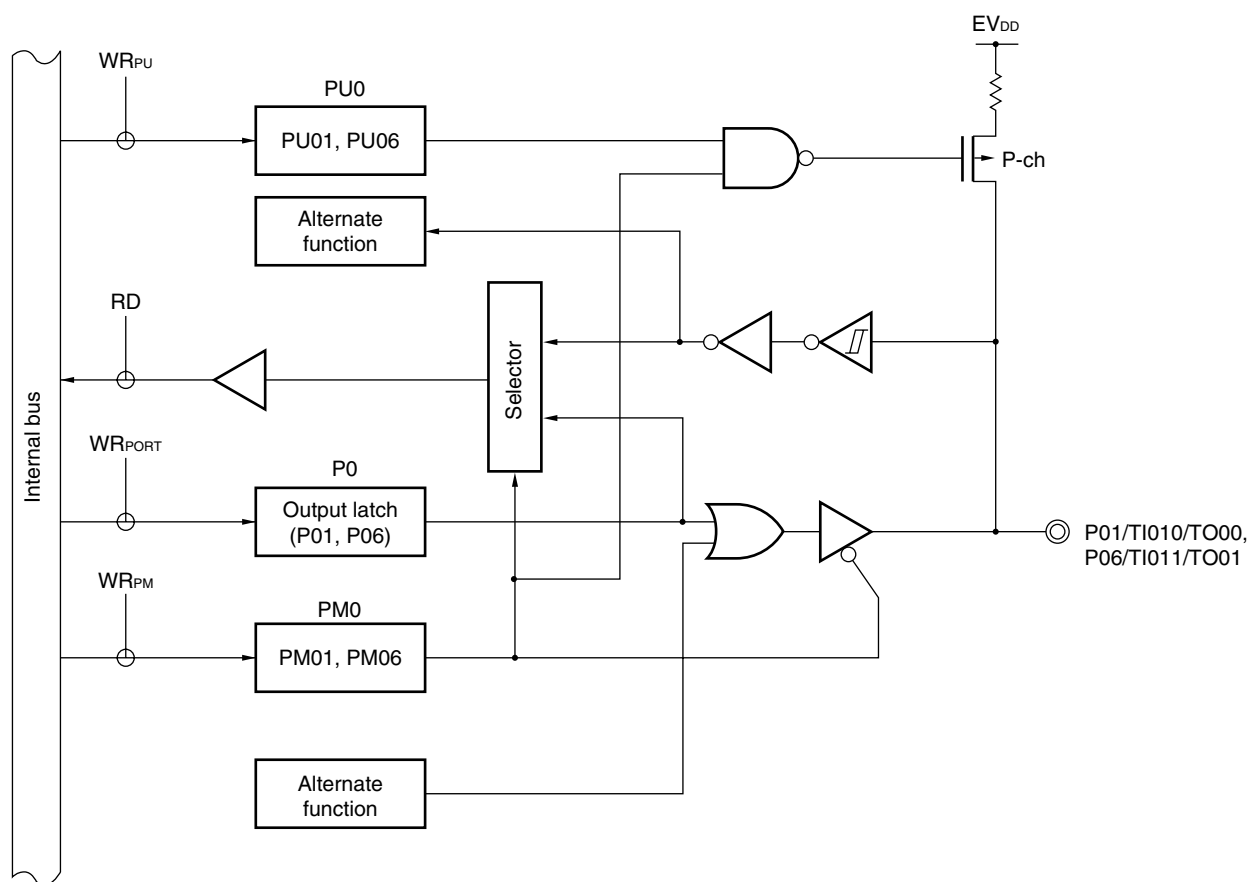 EVDD
WRPU
PU0
PU01, PU06
P-ch
Alternate
function
RD
Selector
Internal bus
WRPORT
P0
Output latch
(P01, P06)
P01/TI010/TO00,
P06/TI011/TO01
WRPM
PM0
PM01, PM06
Alternate
function